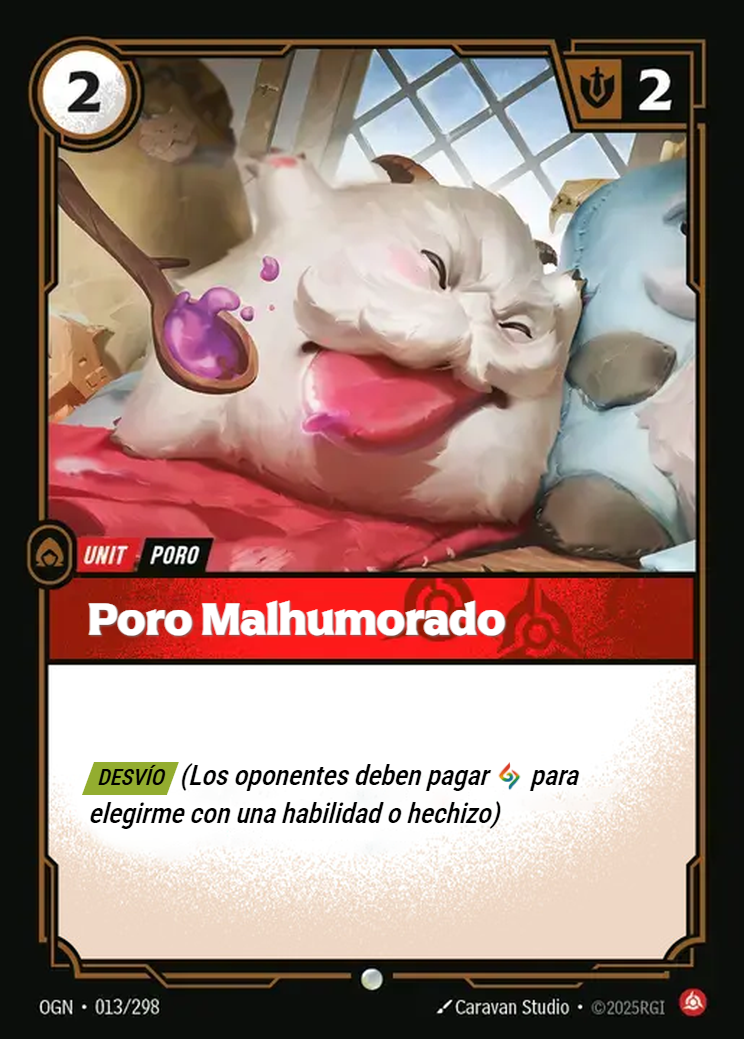 2
2
UNIT PORO
Poro Malhumorado
DESVÍO (Los oponentes deben pagar para
elegirme con una habilidad o hechizo)
OGN • 013/298 Caravan Studio • ©2025RGI